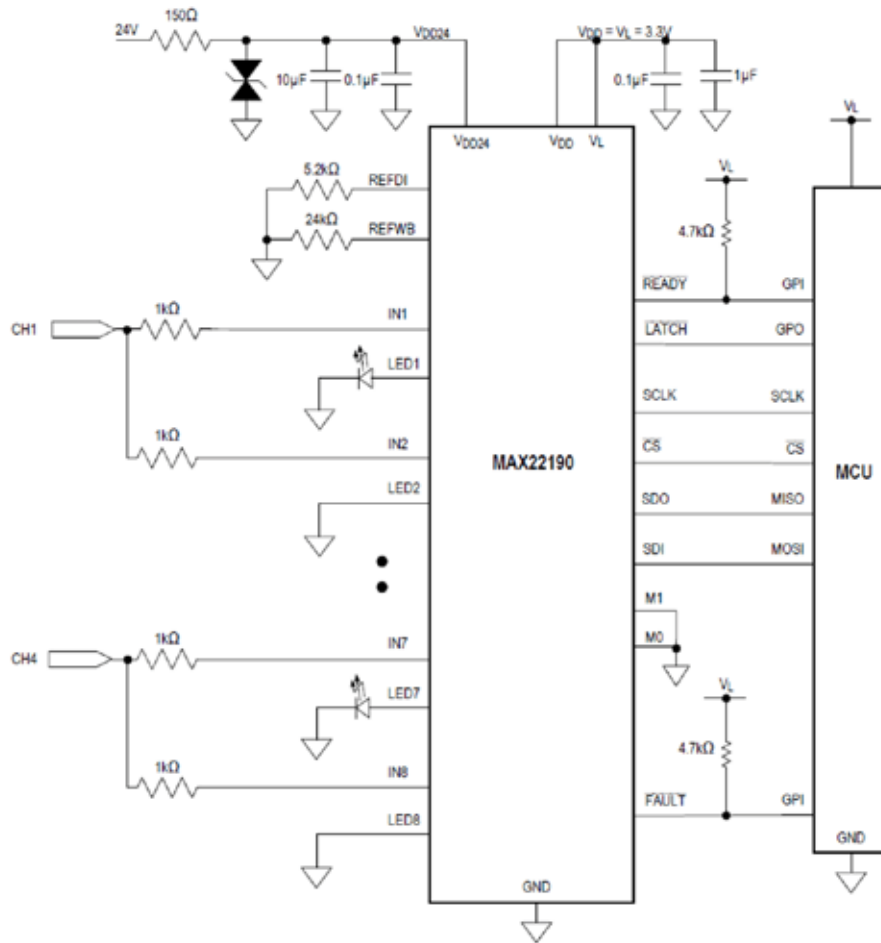 150Ω
24V
VDD24
VDD = VL = 3.3V
10µF
0.1µF
0.1µF
1µF
VL
VDD24
VDD
VL
5.2kΩ
REFDI
VL
24kΩ
REFWB
4.7kΩ
READY
GPI
1kΩ
IN1
CH1
LATCH
GPO
LED1
SCLK
SCLK
1kΩ
IN2
CS
CS
MAX22190
MCU
LED2
SDO
MISO
SDI
MOSI
M1
1kΩ
IN7
M0
CH4
VL
LED7
4.7kΩ
1kΩ
IN8
FAULT
GPI
LED8
GND
GND